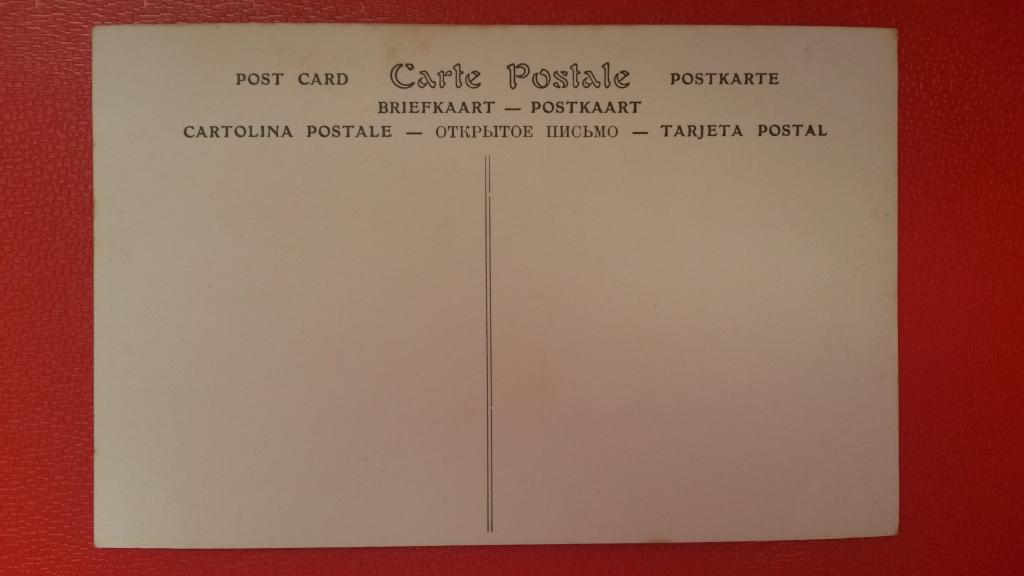 POST CARD Carte Postale POSTKARTE
BRIEFKAART — POSTKAART
CARTOLINA POSTALE — ОТКРЫТОЕ ПИСЬМО — TARJETA POSTAL